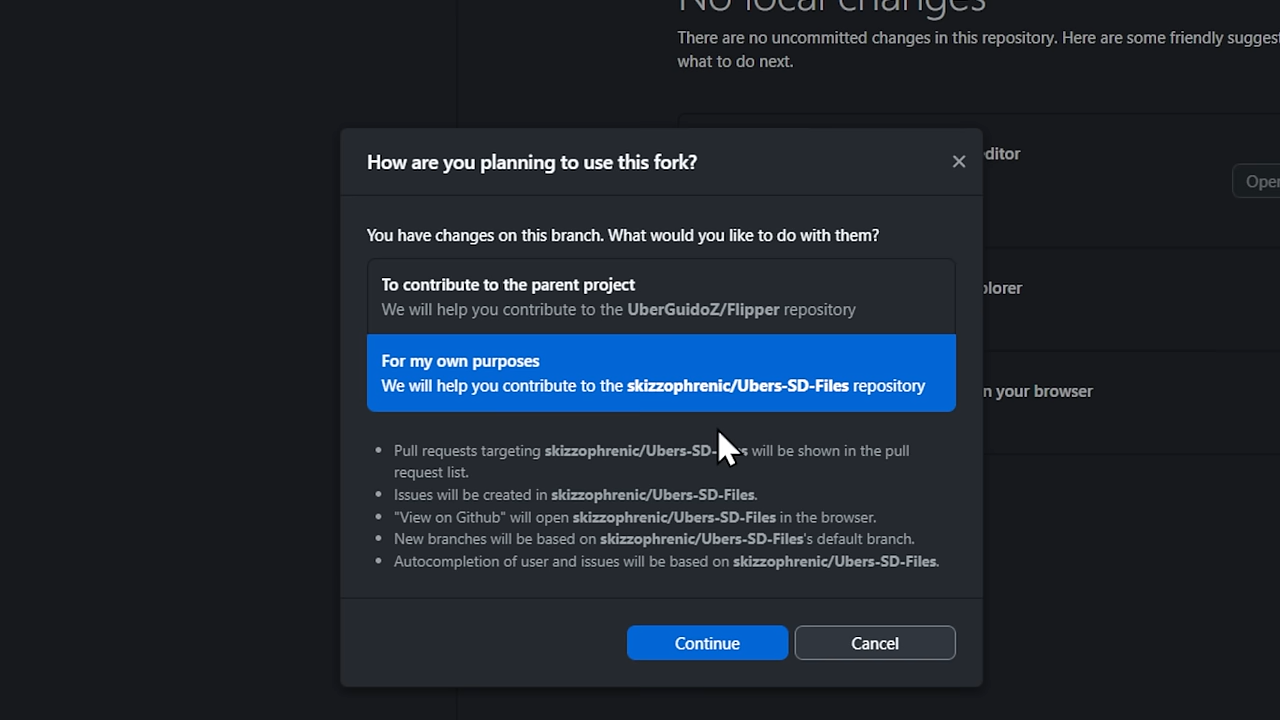 No local changes
There are no uncommitted changes in this repository. Here are some friendly
what to do next.
How are you planning to use this fork?
editor
Open
You have changes on this branch. What would you like to do with them?
To contribute to the parent project
We will help you contribute to the UberGuidoZ/Flipper repository
For my own purposes
We will help you contribute to the skizzophrenic/Ubers-SD-Files repository
n your browser
Pull requests targeting skizzophrenic/Ubers-SD- will be shown in the pull
request list.
Issues will be created in skizzophrenic/Ubers-SD-Files.
"View on Github" will open skizzophrenic/Ubers-SD-Files in the browser.
New branches will be based on skizzophrenic/Ubers-SD-Files's default branch.
Autocompletion of user and issues will be based on skizzophrenic/Ubers-SD-Files.
Continue
Cancel